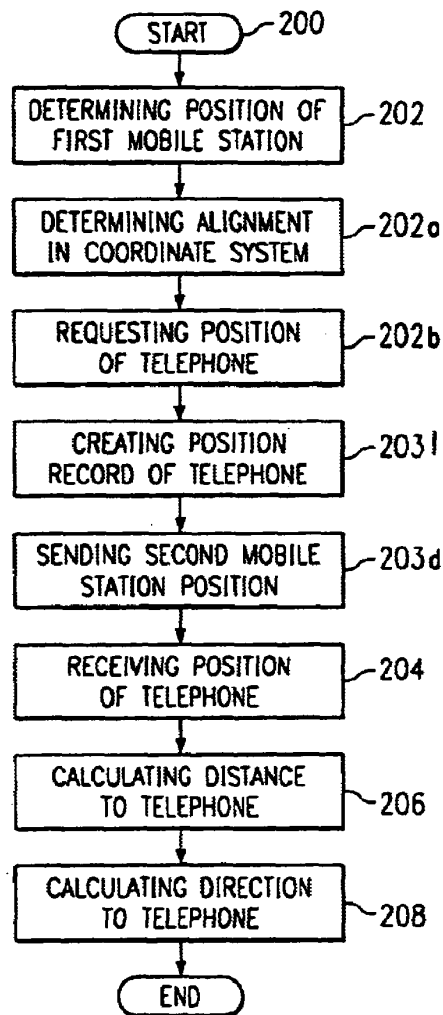 START
200
DETERMINING POSITION OF
FIRST MOBILE STATION
202
DETERMINING ALIGNMENT
IN COORDINATE SYSTEM
202a
REQUESTING POSITION
OF TELEPHONE
202b
CREATING POSITION
RECORD OF TELEPHONE
203l
SENDING SECOND MOBILE
STATION POSITION
203d
RECEIVING POSITION
OF TELEPHONE
204
CALCULATING DISTANCE
TO TELEPHONE
206
CALCULATING DIRECTION
TO TELEPHONE
208
END